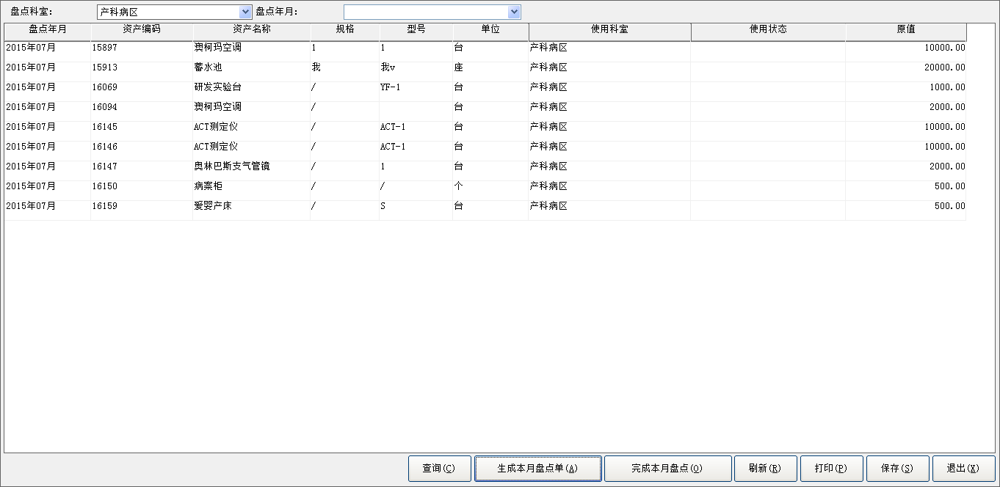 盘点科室: 产科病区 盘点年月:
盘点年月 资产编码 资产名称 规格 型号 单位 使用科室 使用状态 原值
2015年07月 15897 澳柯玛空调 1 1 台 产科病区 10000.00
2015年07月 15913 蓄水池 我 我v 座 产科病区 20000.00
2015年07月 16069 研发实验台 / YF-1 台 产科病区 1000.00
2015年07月 16094 澳柯玛空调 / 台 产科病区 2000.00
2015年07月 16145 ACT测定仪 / ACT-1 台 产科病区 10000.00
2015年07月 16146 ACT测定仪 / ACT-1 台 产科病区 10000.00
2015年07月 16147 奥林巴斯支气管镜 / 1 台 产科病区 2000.00
2015年07月 16150 病案柜 / / 个 产科病区 500.00
2015年07月 16159 爱婴产床 / S 台 产科病区 500.00
查询(C) 生成本月盘点单(A) 完成本月盘点(O) 刷新(R) 打印(P) 保存(S) 退出(X)